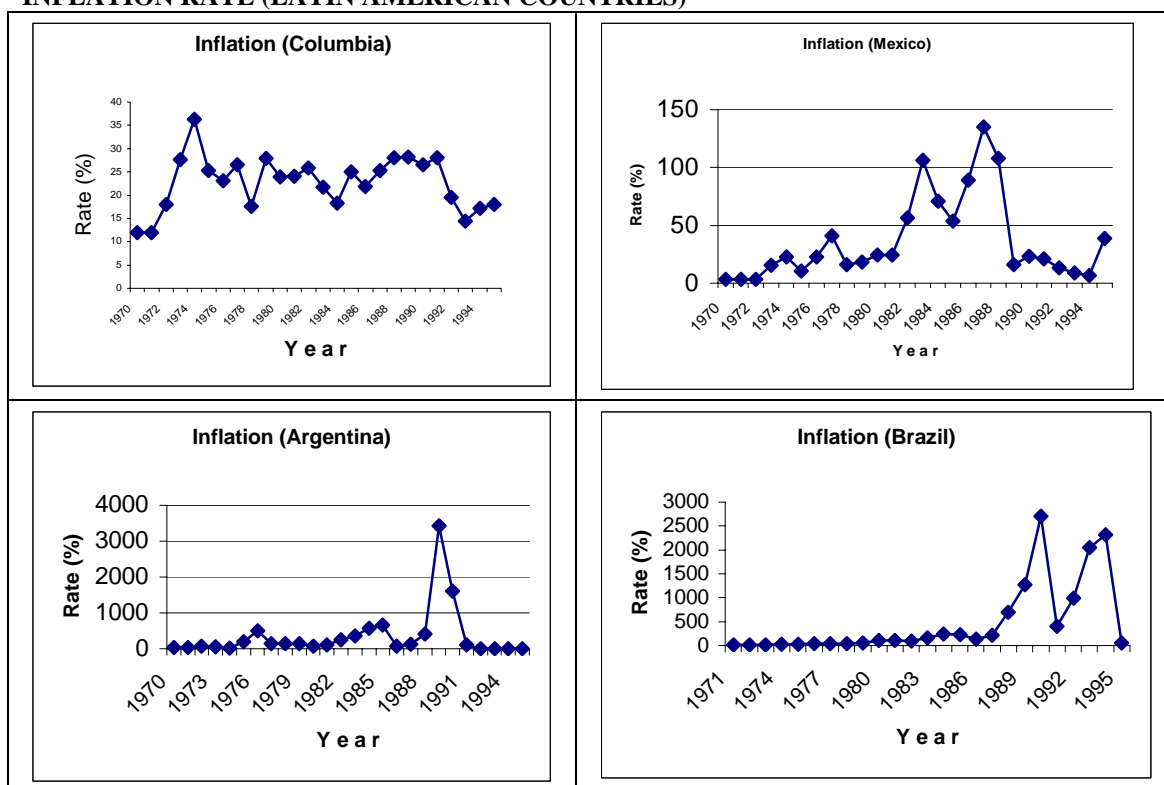 INFLATION RATE (LATIN AMERICAN COUNTRIES)
Inflation (Columbia)
40
35
30
25
20
15
10
5
0
Rate (%)
1970 1972 1974 1976 1978 1980 1982 1984 1986 1988 1990 1992 1994
Y e a r
Inflation (Mexico)
150
100
50
0
Rate (%)
1970 1972 1974 1976 1978 1980 1982 1984 1986 1988 1990 1992 1994
Y e a r
Inflation (Argentina)
4000
3000
2000
1000
0
Rate (%)
1970 1973 1976 1979 1982 1985 1988 1991 1994
Y e a r
Inflation (Brazil)
3000
2500
2000
1500
1000
500
0
Rate (%)
1971 1974 1977 1980 1983 1986 1989 1992 1995
Y e a r